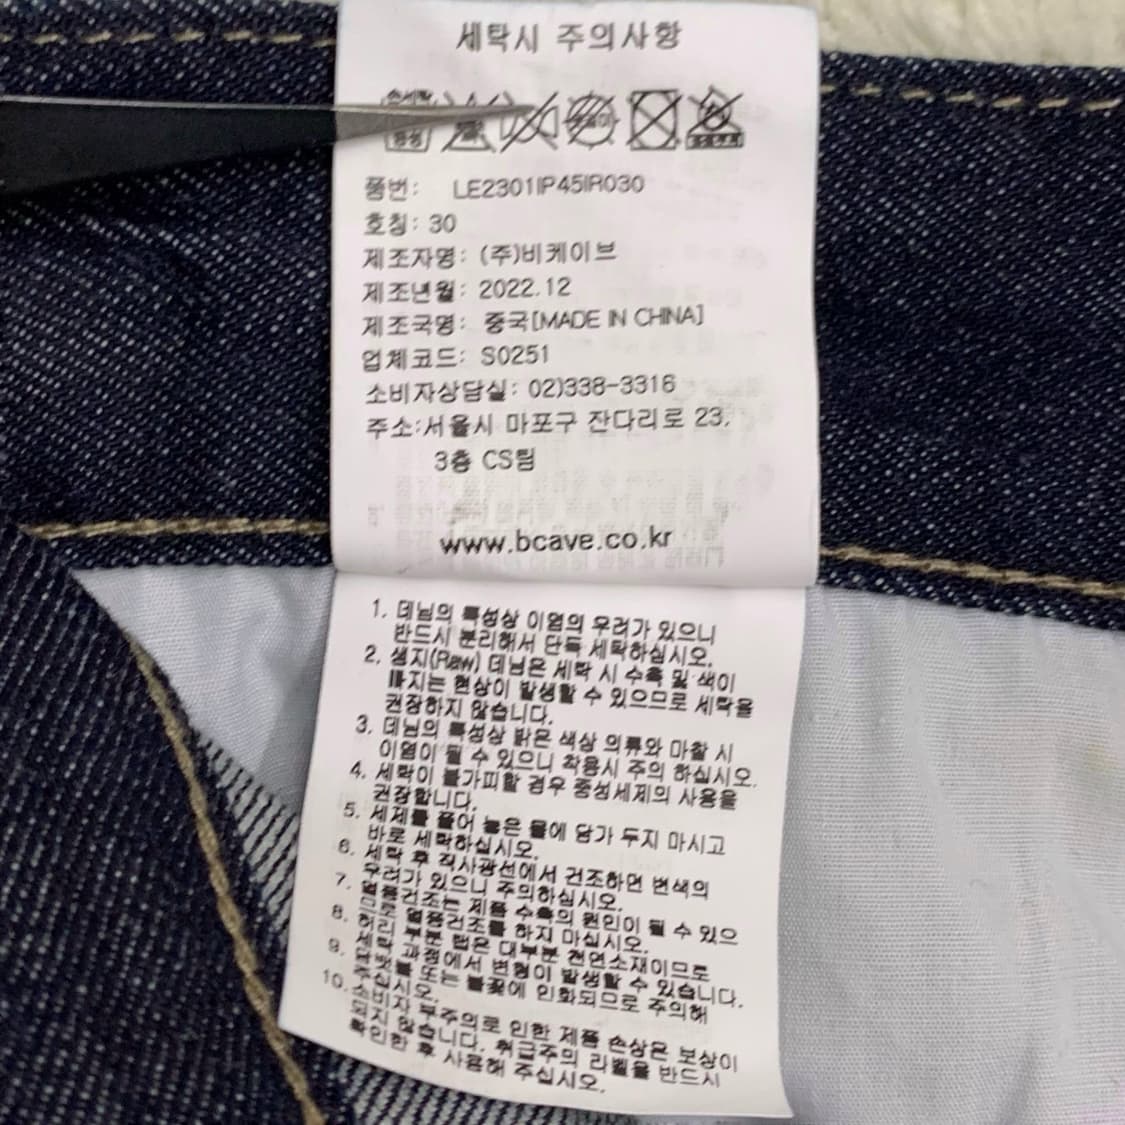 세탁시 주의사항
손세탁
중성
드라이
품번: LE2301IP45IR030
호칭: 30
제조자명: (주)비케이브
제조년월: 2022.12
제조국명: 중국[MADE IN CHINA]
업체코드: S0251
소비자상담실: 02)338-3316
주소:서울시 마포구 잔다리로 23,
3층 CS팀
www.bcave.co.kr
1. 데님의 특성상 이염의 우려가 있으니
반드시 분리해서 단독 세탁하십시오.
2. 생지(Raw) 데님은 세탁 시 수축 및 색이
빠지는 현상이 발생할 수 있으므로 세탁을
권장하지 않습니다.
3. 데님의 특성상 밝은 색상 의류와 마찰 시
이염이 될 수 있으니 착용시 주의 하십시오.
4. 세탁이 불가피할 경우 중성세제의 사용을
권장합니다.
5. 세제를 풀어 놓은 물에 담가 두지 마시고
바로 세탁하십시오.
6. 세탁 후 직사광선에서 건조하면 변색의
우려가 있으니 주의하십시오.
7. 열풍건조는 제품 수축의 원인이 될 수 있으
므로 열풍건조를 하지 마십시오.
8. 허리 부분 탭은 대부분 천연소재이므로
세탁 과정에서 변형이 발생할 수 있습니다.
9. 담뱃불 또는 불꽃에 인화되므로 주의해
주십시오.
10. 소비자 부주의로 인한 제품 손상은 보상이
되지 않습니다. 취급주의 라벨을 반드시
확인한 후 사용해 주십시오.